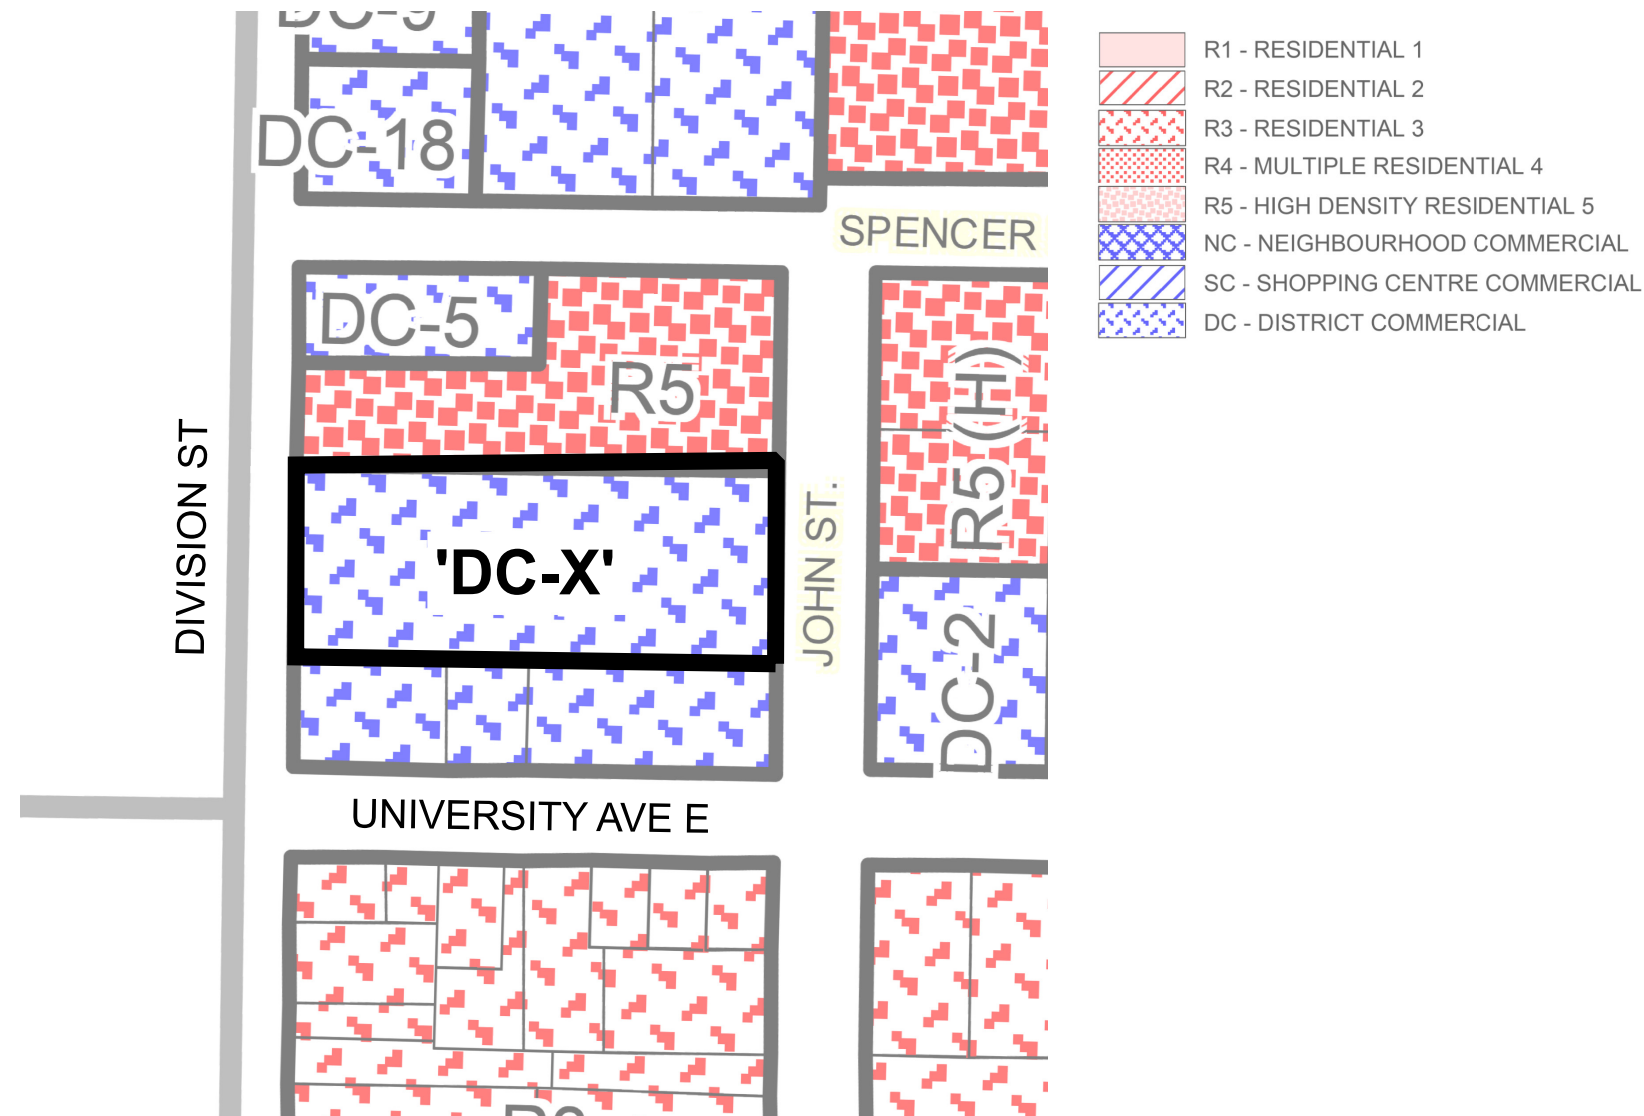 DC-9
DC-18
SPENCER
DC-5
R5
R5 (H)
DIVISION ST
'DC-X'
JOHN ST.
DC-2
UNIVERSITY AVE E
R1 - RESIDENTIAL 1
R2 - RESIDENTIAL 2
R3 - RESIDENTIAL 3
R4 - MULTIPLE RESIDENTIAL 4
R5 - HIGH DENSITY RESIDENTIAL 5
NC - NEIGHBOURHOOD COMMERCIAL
SC - SHOPPING CENTRE COMMERCIAL
DC - DISTRICT COMMERCIAL